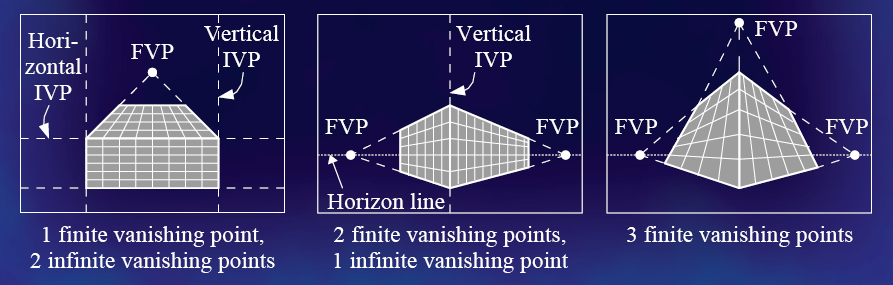 Hori-
zontal
IVP
FVP
Vertical
IVP
1 finite vanishing point,
2 infinite vanishing points
Vertical
IVP
FVP
FVP
Horizon line
2 finite vanishing points,
1 infinite vanishing point
FVP
FVP
FVP
3 finite vanishing points